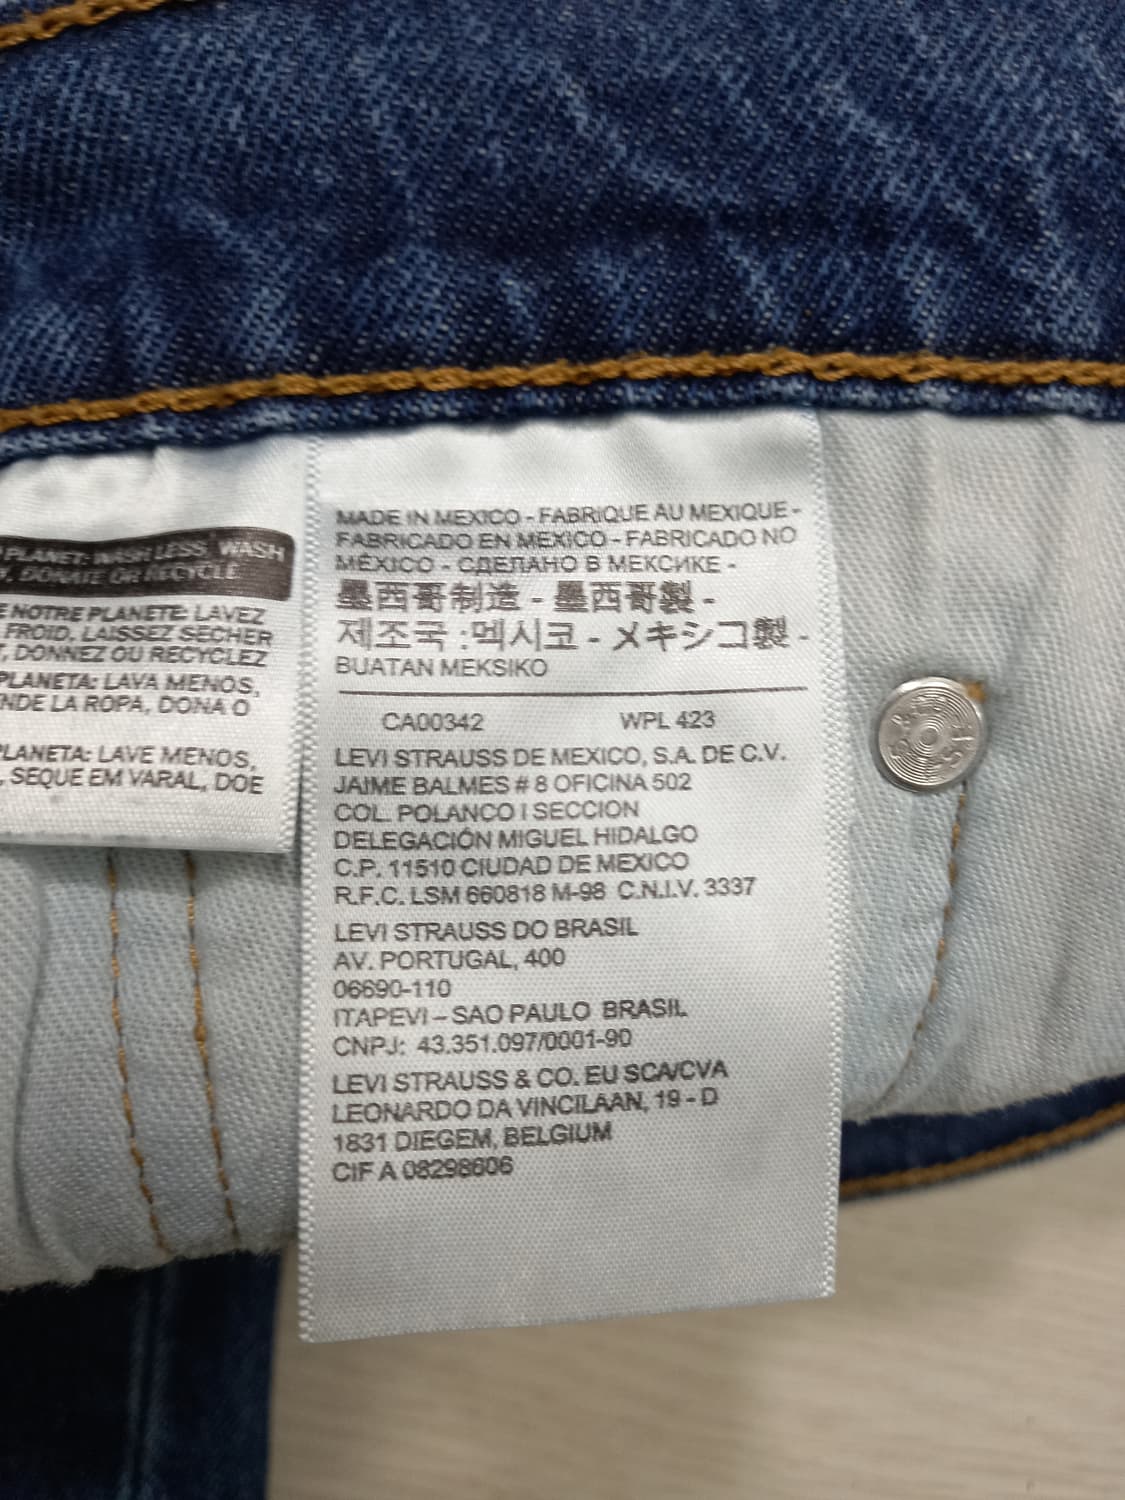 PLANET: WASH LESS, WASH
, DONATE OR RECYCLE
E NOTRE PLANETE: LAVEZ
FROID, LAISSEZ SECHER
, DONNEZ OU RECYCLEZ
PLANETA: LAVA MENOS,
NDE LA ROPA, DONA O
LANETA: LAVE MENOS,
, SEQUE EM VARAL, DOE
MADE IN MEXICO - FABRIQUE AU MEXIQUE -
FABRICADO EN MEXICO - FABRICADO NO
MÉXICO - СДЕЛАНО В МЕКСИКЕ -
墨西哥制造 - 墨西哥製 -
제조국 :멕시코 - メキシコ製 -
BUATAN MEKSIKO
CA00342 WPL 423
LEVI STRAUSS DE MEXICO, S.A. DE C.V.
JAIME BALMES # 8 OFICINA 502
COL. POLANCO I SECCION
DELEGACIÓN MIGUEL HIDALGO
C.P. 11510 CIUDAD DE MEXICO
R.F.C. LSM 660818 M-98 C.N.I.V. 3337
LEVI STRAUSS DO BRASIL
AV. PORTUGAL, 400
06690-110
ITAPEVI – SAO PAULO BRASIL
CNPJ: 43.351.097/0001-90
LEVI STRAUSS & CO. EU SCA/CVA
LEONARDO DA VINCILAAN, 19 - D
1831 DIEGEM, BELGIUM
CIF A 08298606